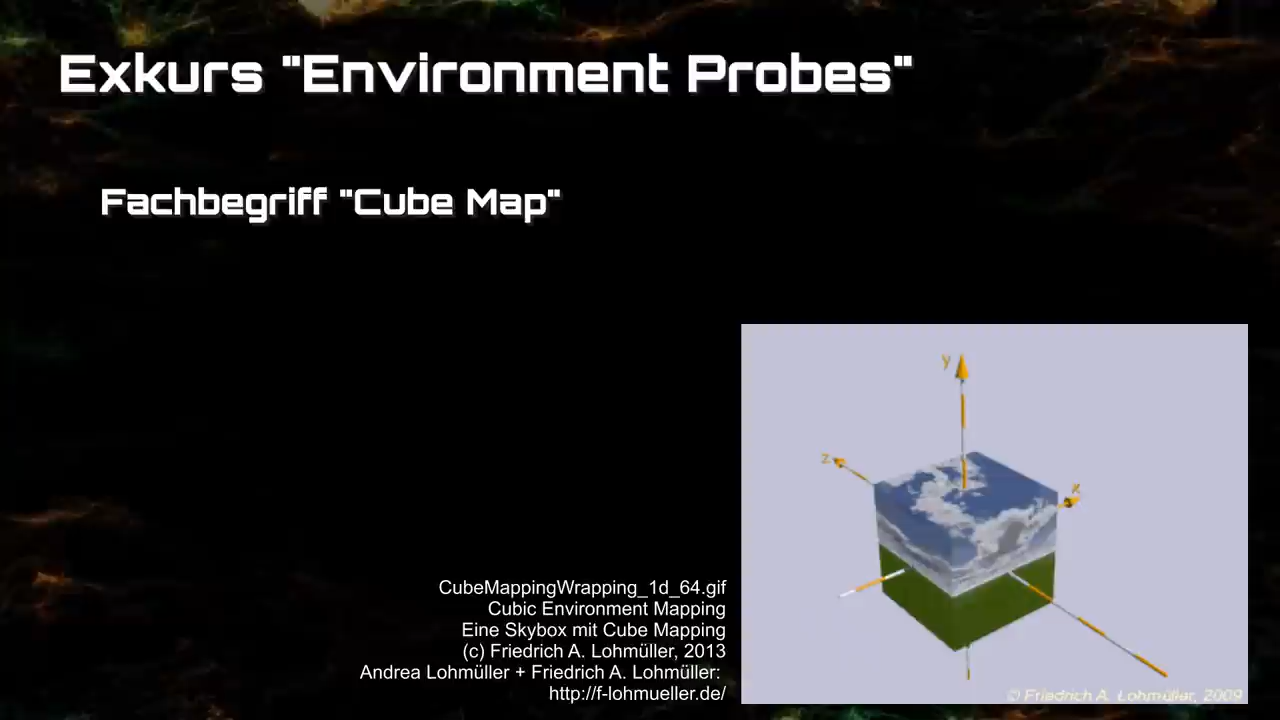 Exkurs "Environment Probes"
Fachbegriff "Cube Map"
y
z
x
CubeMappingWrapping_1d_64.gif
Cubic Environment Mapping
Eine Skybox mit Cube Mapping
(c) Friedrich A. Lohmüller, 2013
Andrea Lohmüller + Friedrich A. Lohmüller:
http://f-lohmueller.de/
© Friedrich A. Lohmüller, 2009